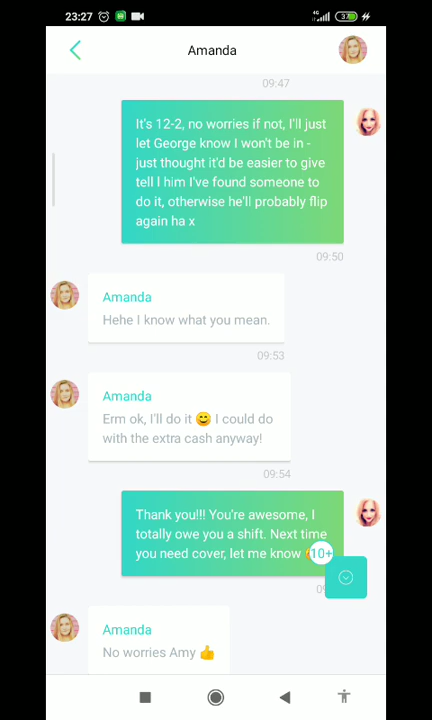 23:27
4G
37
Amanda
09:47
It's 12-2, no worries if not, I'll just
let George know I won't be in -
just thought it'd be easier to give
tell I him I've found someone to
do it, otherwise he'll probably flip
again ha x
09:50
Amanda
Hehe I know what you mean.
09:53
Amanda
Erm ok, I'll do it 😊 I could do
with the extra cash anyway!
09:54
Thank you!!! You're awesome, I
totally owe you a shift. Next time
you need cover, let me know
10+
Amanda
No worries Amy 👍